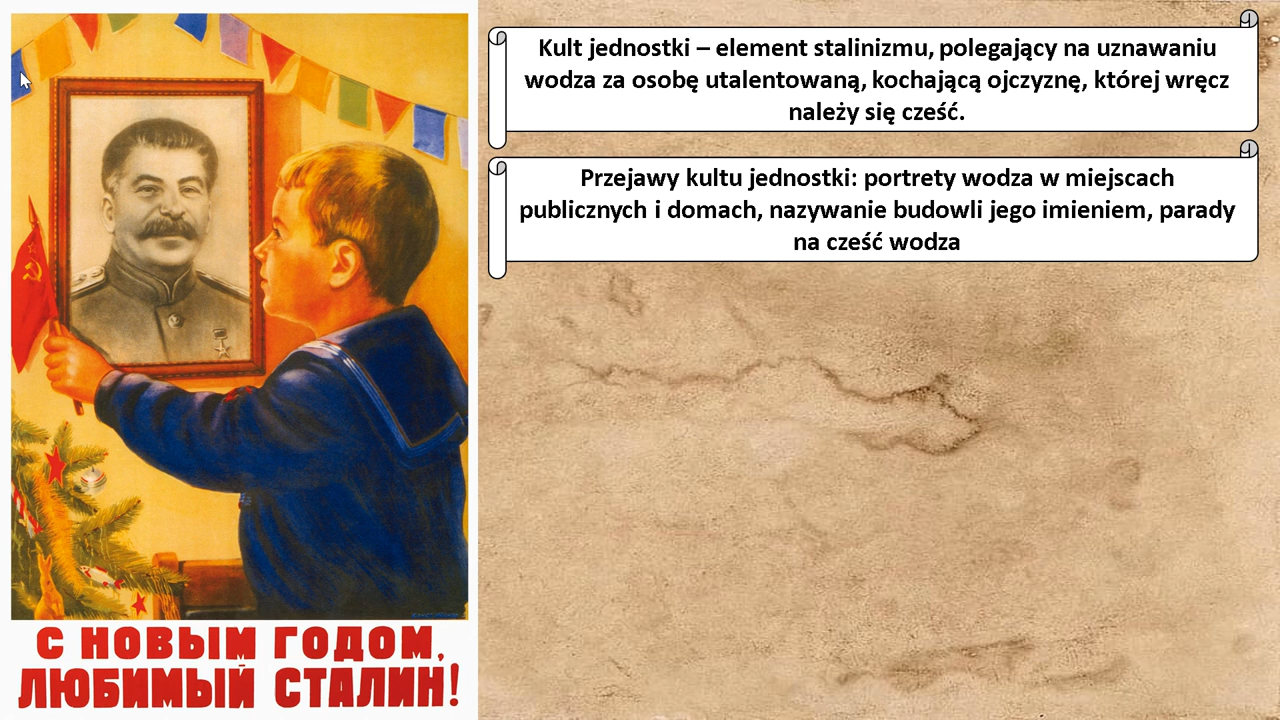 Kult jednostki – element stalinizmu, polegający na uznawaniu
wodza za osobę utalentowaną, kochającą ojczyznę, której wręcz
należy się cześć.
Przejawy kultu jednostki: portrety wodza w miejscach
publicznych i domach, nazywanie budowli jego imieniem, parady
na cześć wodza
С НОВЫМ ГОДОМ,
ЛЮБИМЫЙ СТАЛИН!